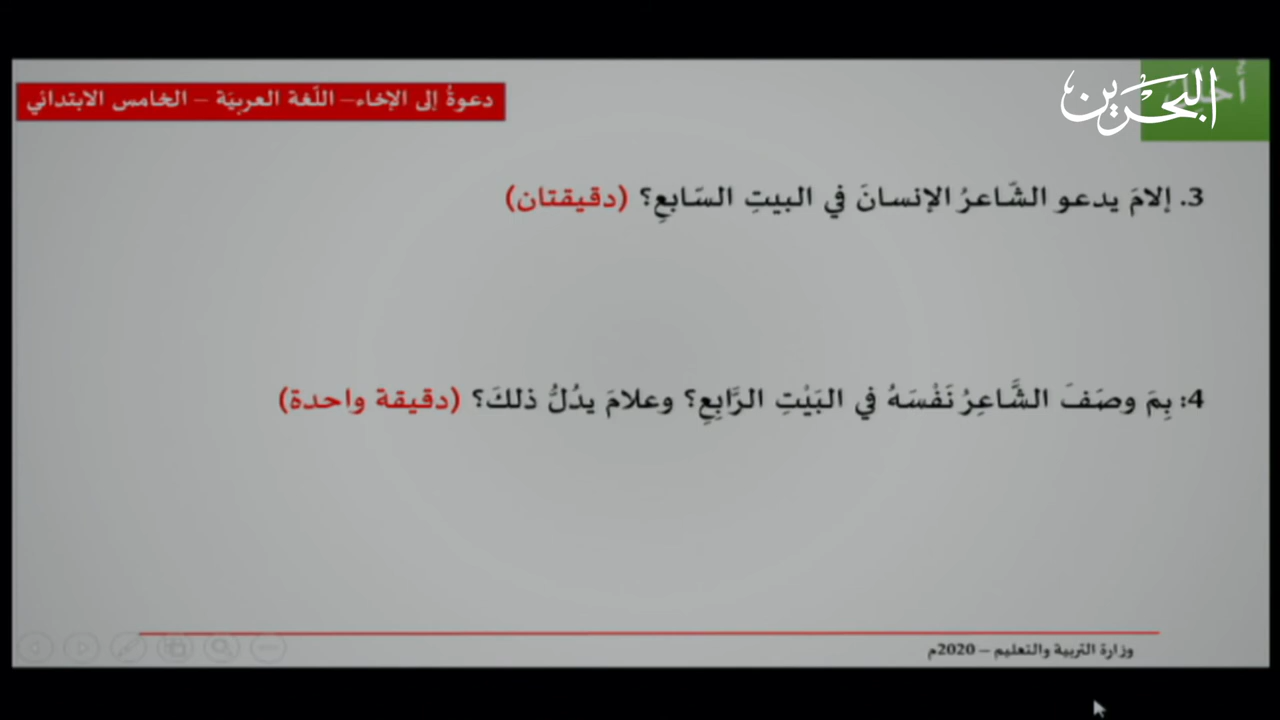 البحرين
دعوةُ إلى الإخاء– اللّغة العربيّة – الخامس الابتدائي
3. إلامَ يدعو الشّاعرُ الإنسانَ في البيتِ السّابعِ؟ (دقيقتان)
4: بِمَ وصَفَ الشَّاعِرُ نَفْسَهُ في البَيْتِ الرَّابِعِ؟ وعلامَ يدُلُّ ذلكَ؟ (دقيقة واحدة)
وزارة التربية والتعليم – 2020م